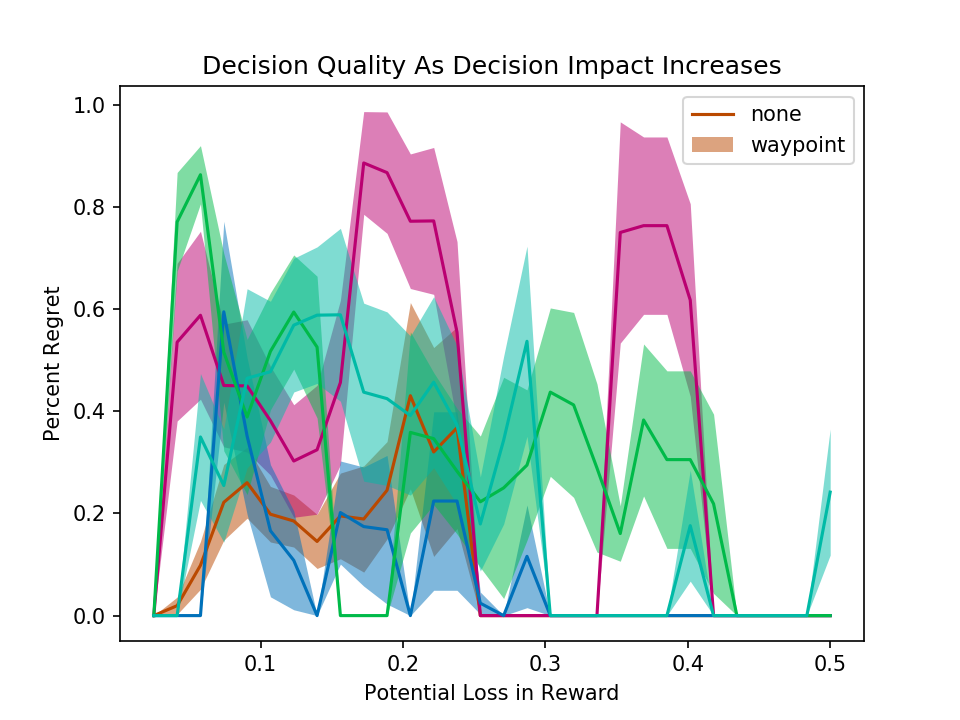 Decision Quality As Decision Impact Increases
none
waypoint
Percent Regret
1.0
0.8
0.6
0.4
0.2
0.0
0.1 0.2 0.3 0.4 0.5
Potential Loss in Reward